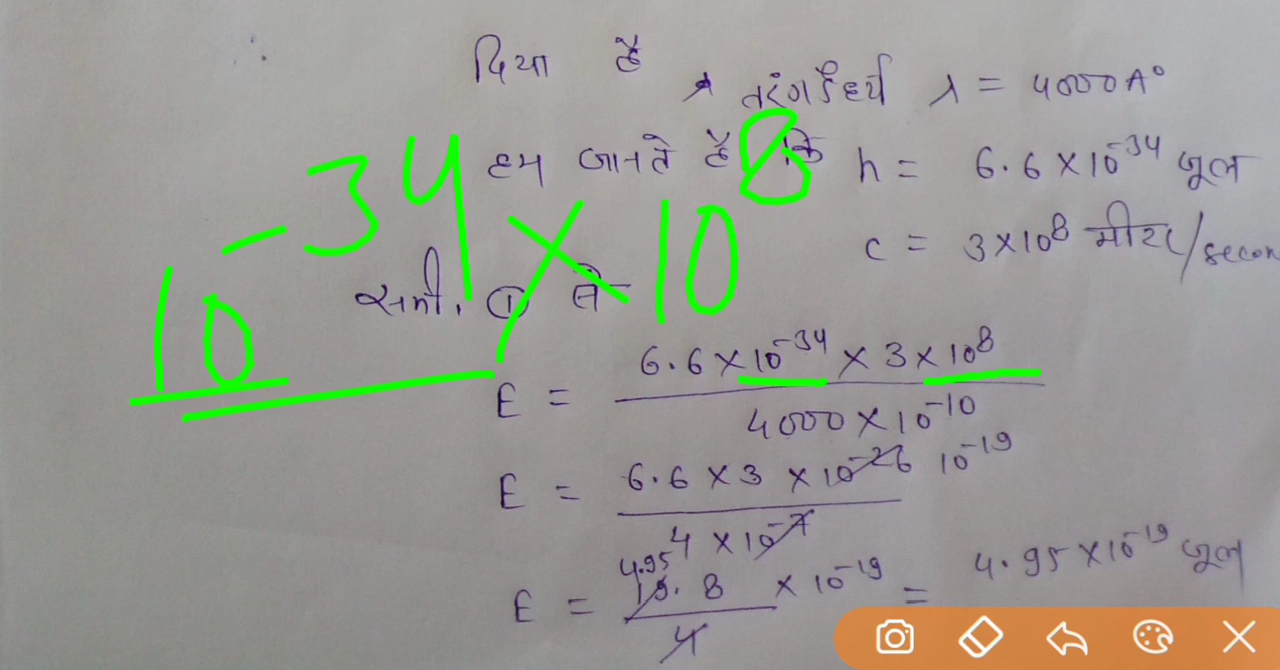 दिया है तरंगदैर्ध्य λ = 4000A°
हम जानते है कि h = 6.6 × 10⁻³⁴ जूल
c = 3×10⁸ मीटर/second
10⁻³⁴ × 10⁸
समी. ① से
E = 6.6 × 10⁻³⁴ × 3 × 10⁸
4000 × 10⁻¹⁰
E = 6.6 × 3 × 10⁻²⁶ 10⁻¹⁹
4 × 10⁻⁷
4.95
E = 19.8 × 10⁻¹⁹ = 4.95 × 10⁻¹⁹ जूल
4